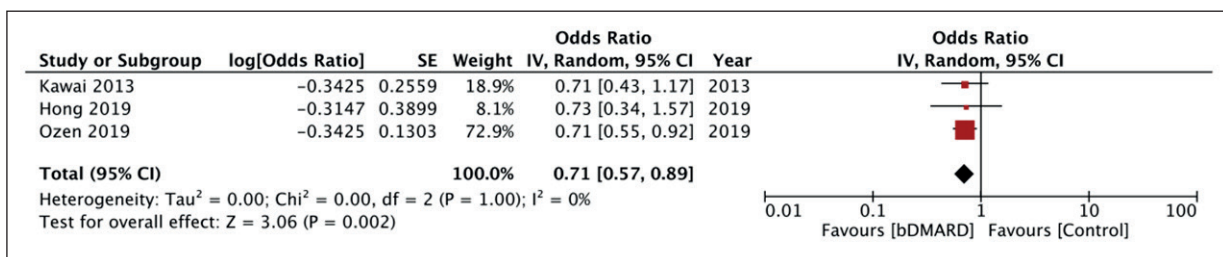 Odds Ratio Odds Ratio
Study or Subgroup log[Odds Ratio] SE Weight IV, Random, 95% CI Year IV, Random, 95% CI
Kawai 2013 −0.3425 0.2559 18.9% 0.71 [0.43, 1.17] 2013
Hong 2019 −0.3147 0.3899 8.1% 0.73 [0.34, 1.57] 2019
Ozen 2019 −0.3425 0.1303 72.9% 0.71 [0.55, 0.92] 2019
Total (95% CI) 100.0% 0.71 [0.57, 0.89]
Heterogeneity: Tau² = 0.00; Chi² = 0.00, df = 2 (P = 1.00); I² = 0%
Test for overall effect: Z = 3.06 (P = 0.002)
0.01 0.1 1 10 100
Favours [bDMARD] Favours [Control]